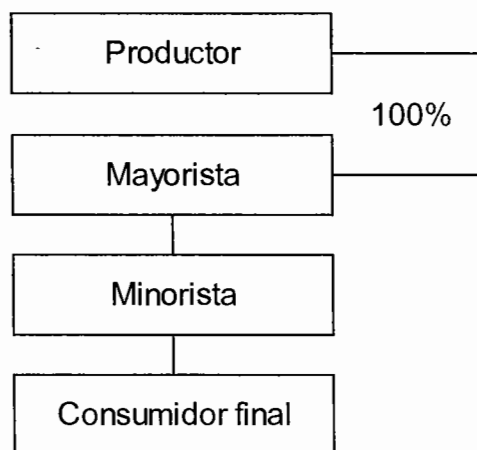 Productor
100%
Mayorista
Minorista
Consumidor final